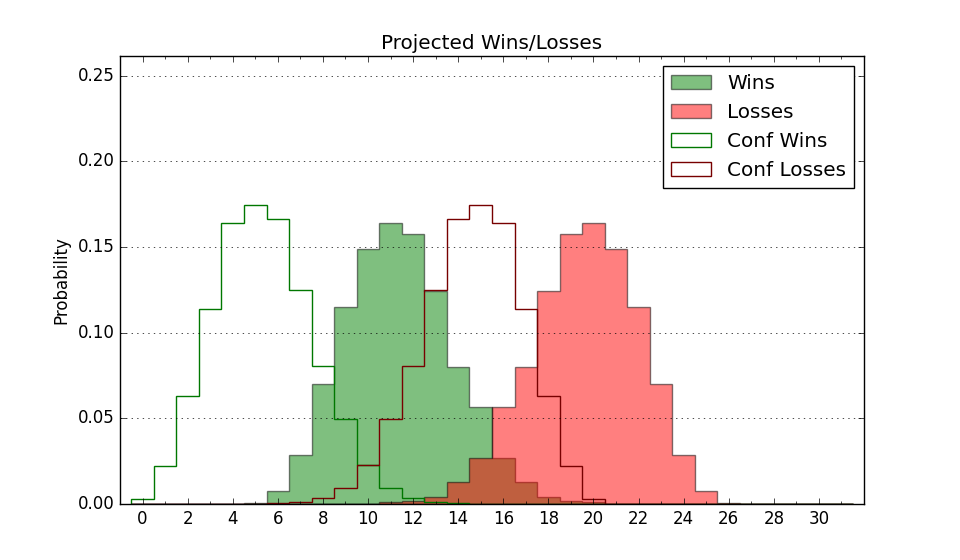 Projected Wins/Losses
0.25
0.20
0.15
0.10
0.05
0.00
Probability
Wins
Losses
Conf Wins
Conf Losses
0 2 4 6 8 10 12 14 16 18 20 22 24 26 28 30